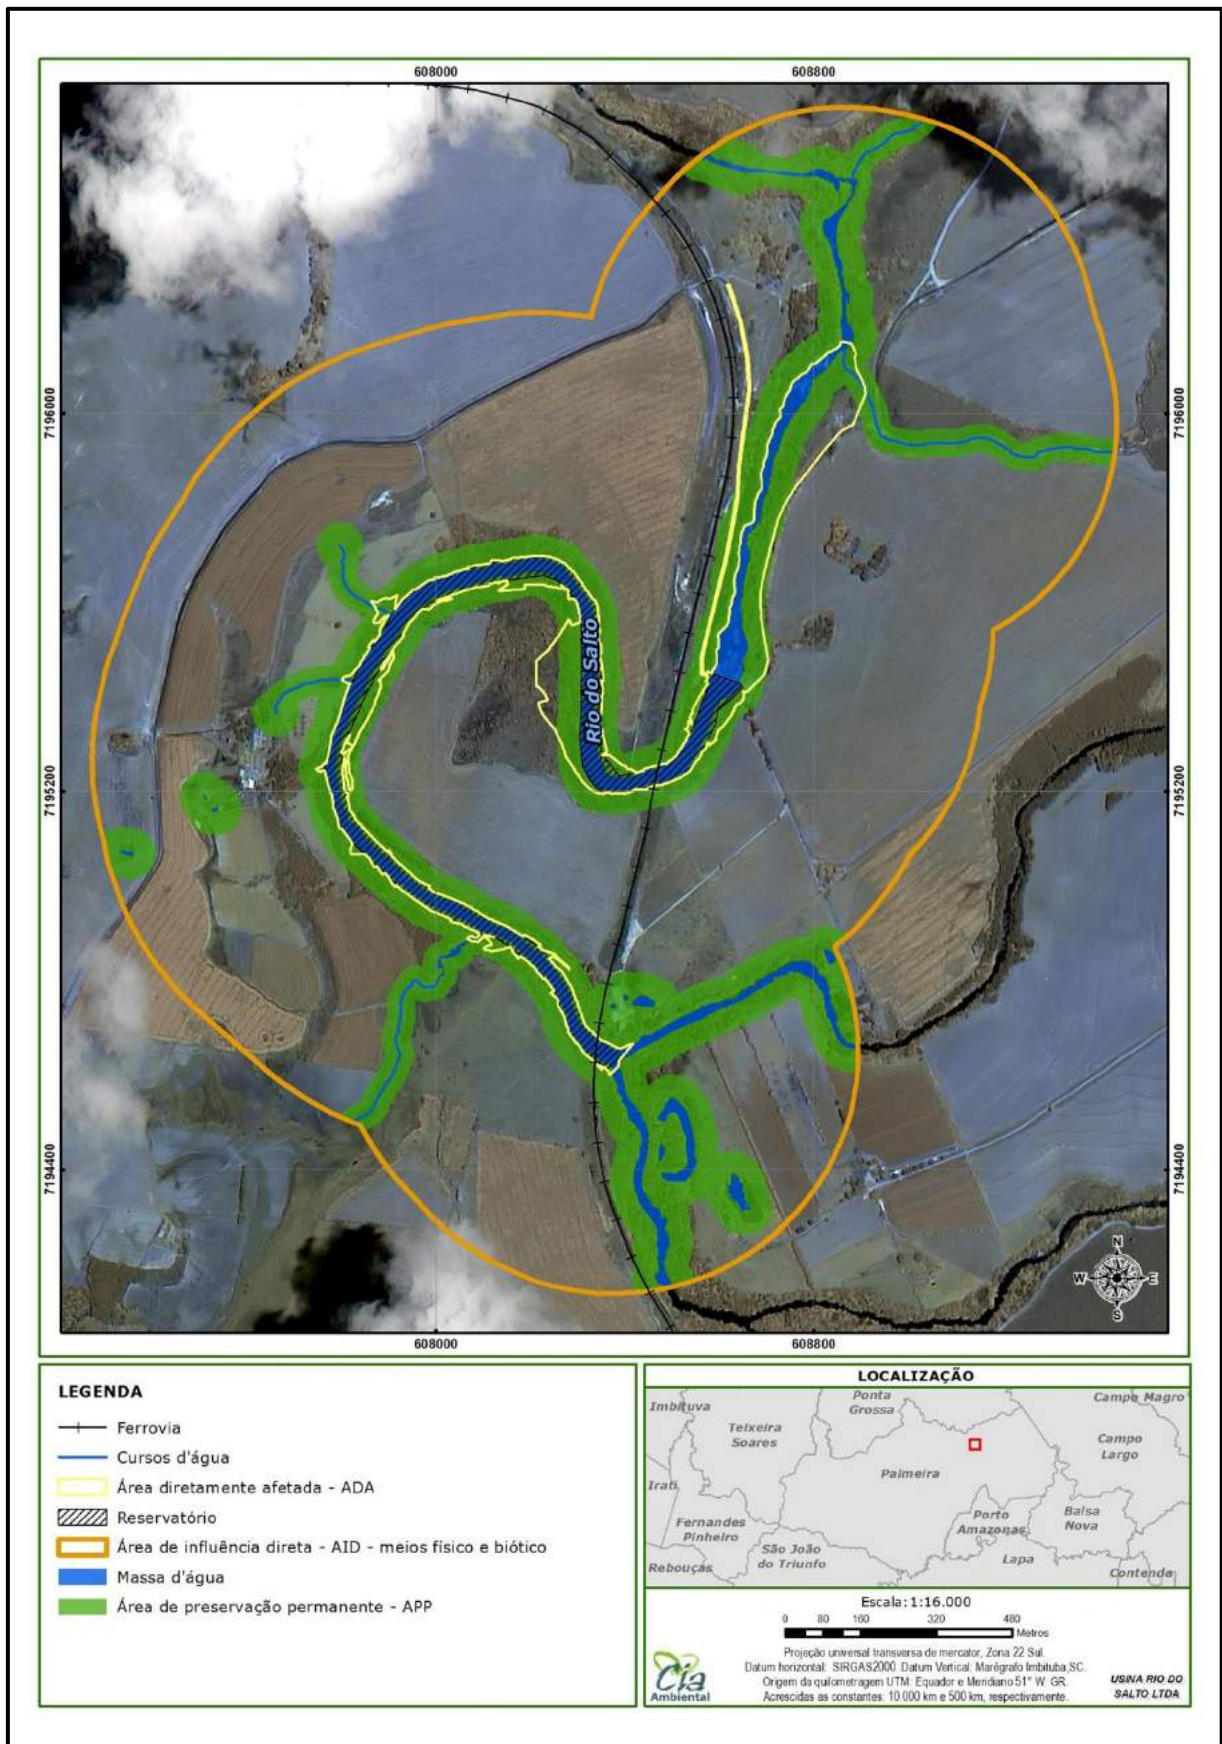 608000
608800
7196000
7196000
Rio do Salto
7195200
7195200
7194400
7194400
N
W
E
S
608000
608800
LEGENDA
Ferrovia
Cursos d'água
Área diretamente afetada - ADA
Reservatório
Área de influência direta - AID - meios físico e biótico
Massa d'água
Área de preservação permanente - APP
LOCALIZAÇÃO
Imbituva
Ponta
Grossa
Campo Magro
Teixeira
Soares
Campo
Largo
Palmeira
Irati
Fernandes
Pinheiro
Porto
Amazonas
Balsa
Nova
São João
do Triunfo
Rebouças
Lapa
Contenda
Escala: 1:16.000
0 80 160 320 480
Metros
Projeção universal transversa de mercator, Zona 22 Sul.
Datum horizontal: SIRGAS2000. Datum Vertical: Marégrafo Imbituba,SC.
Origem da quilometragem UTM: Equador e Meridiano 51° W. GR.
Acrescidas as constantes: 10 000 km e 500 km, respectivamente.
Cia
Ambiental
USINA RIO DO
SALTO LTDA